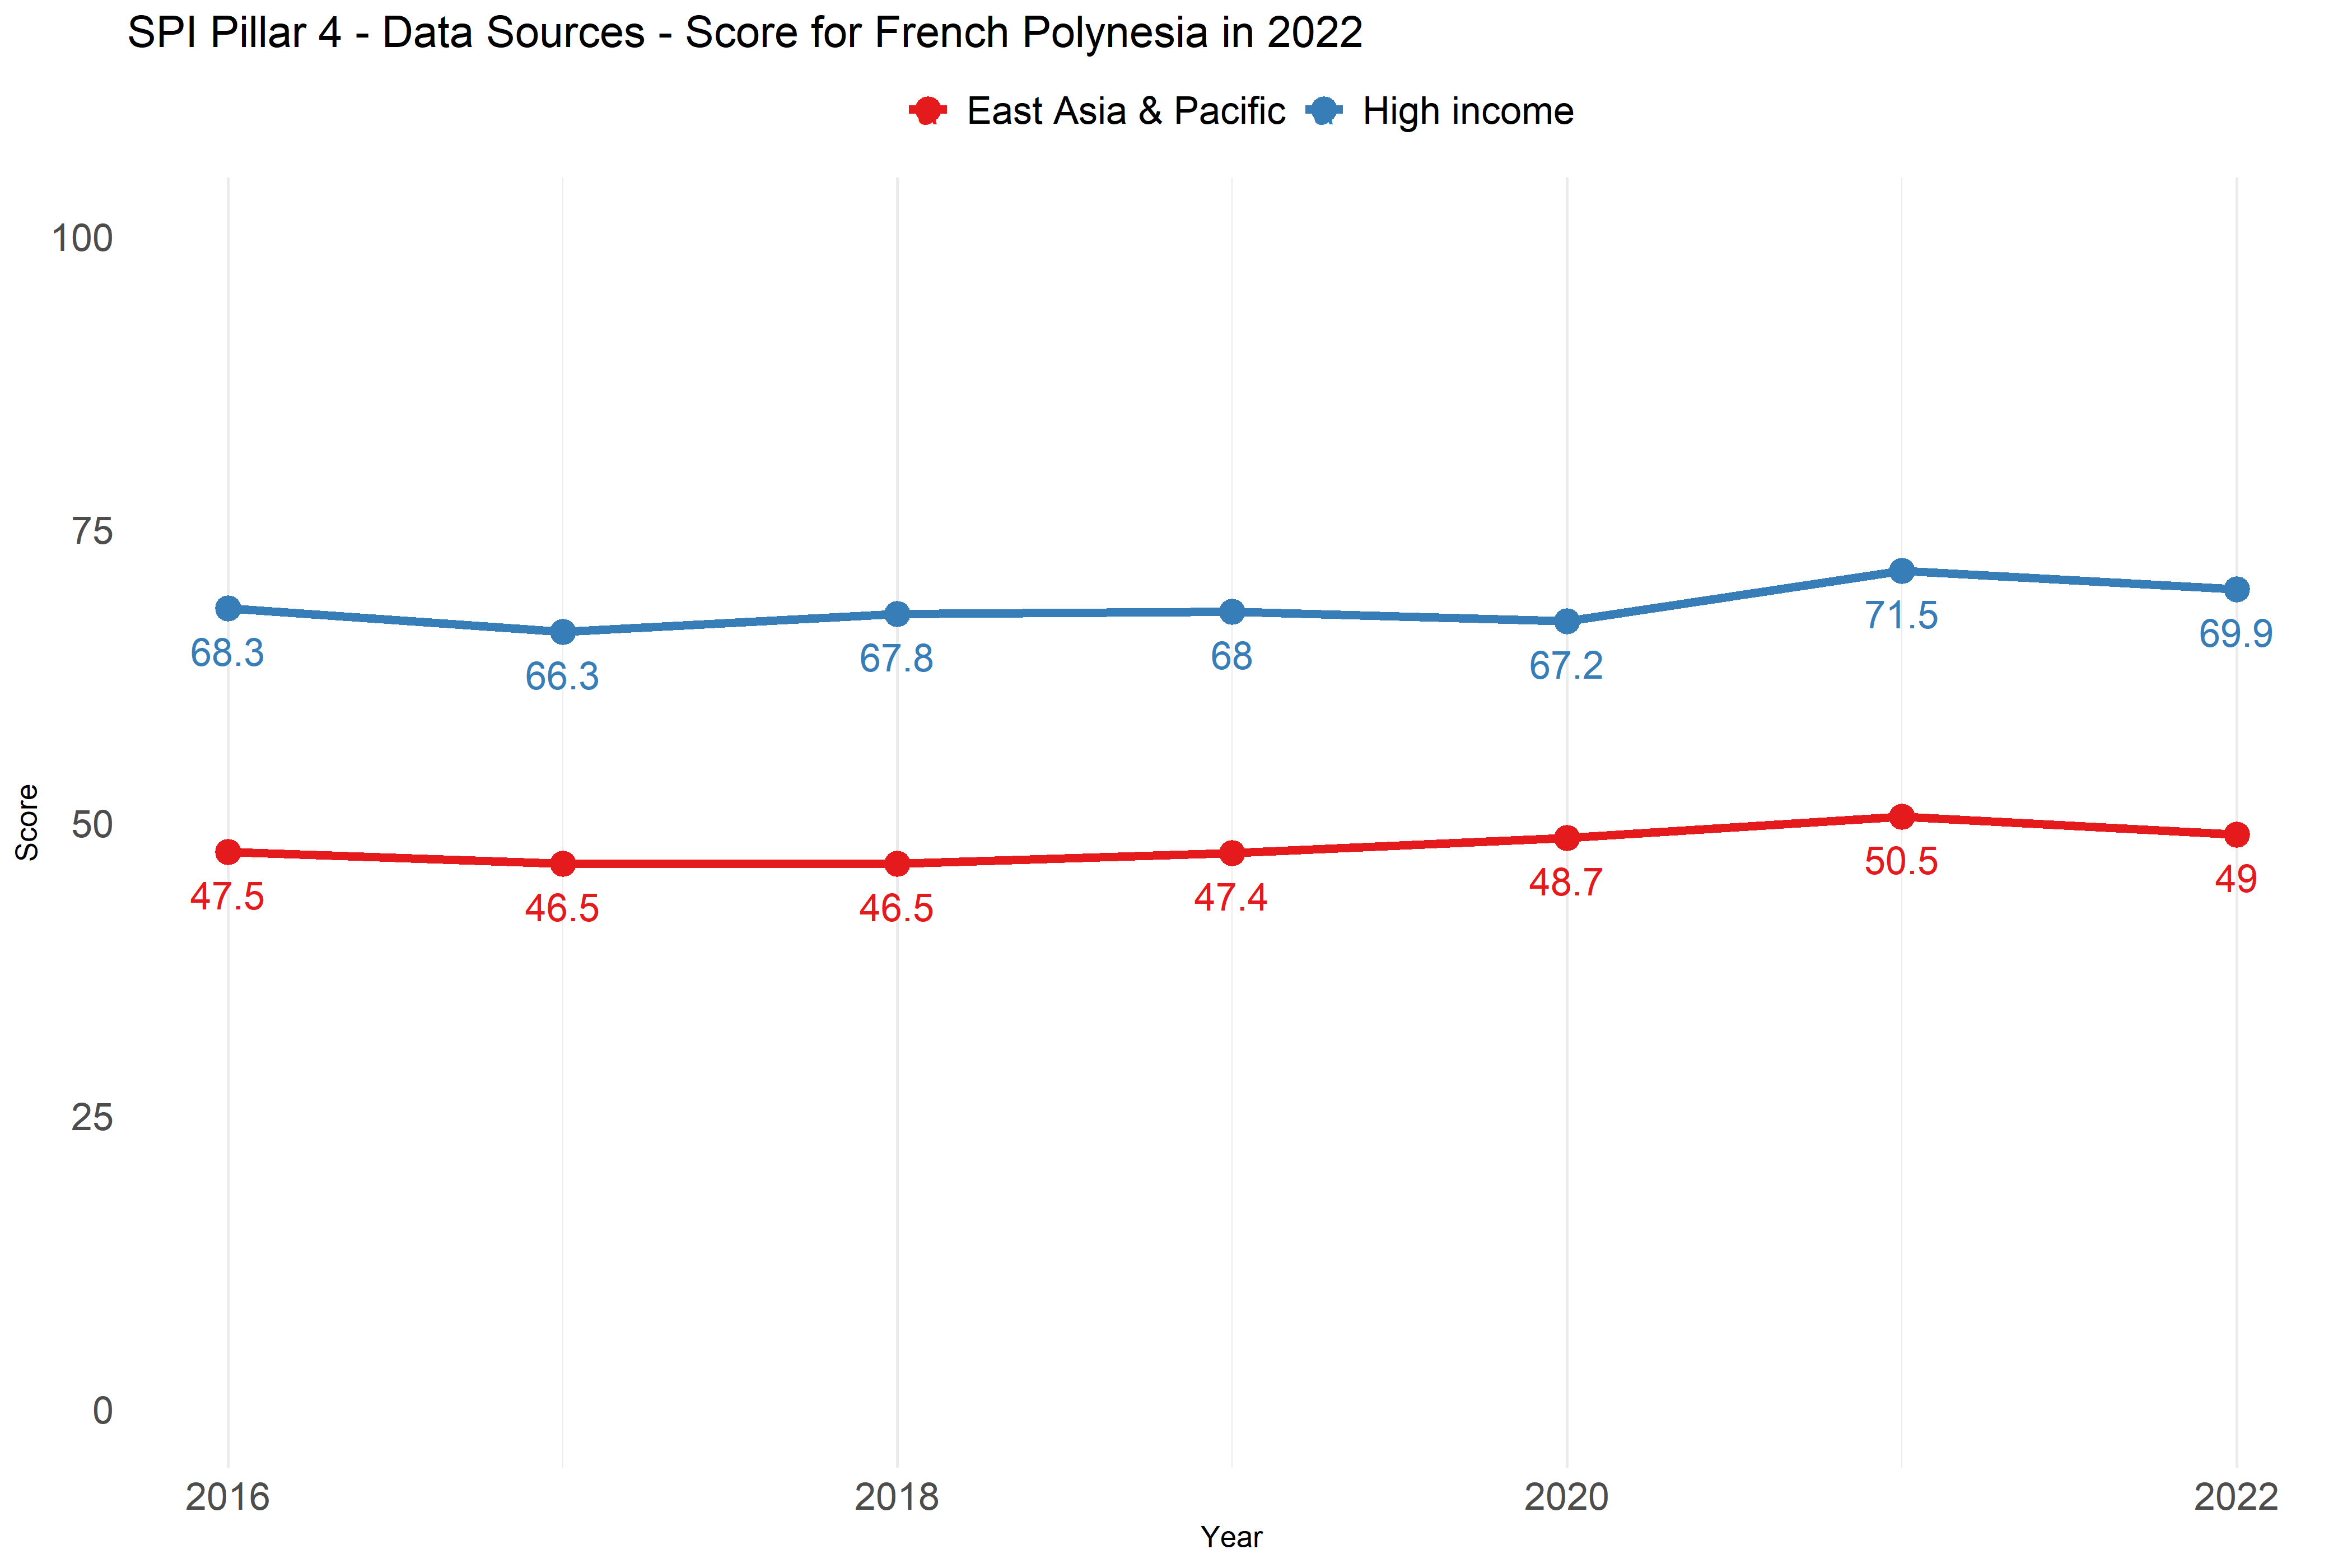 SPI Pillar 4 - Data Sources - Score for French Polynesia in 2022
East Asia & Pacific High income
100
75
50
25
0
Score
68.3 66.3 67.8 68 67.2 71.5 69.9
47.5 46.5 46.5 47.4 48.7 50.5 49
2016 2018 2020 2022
Year